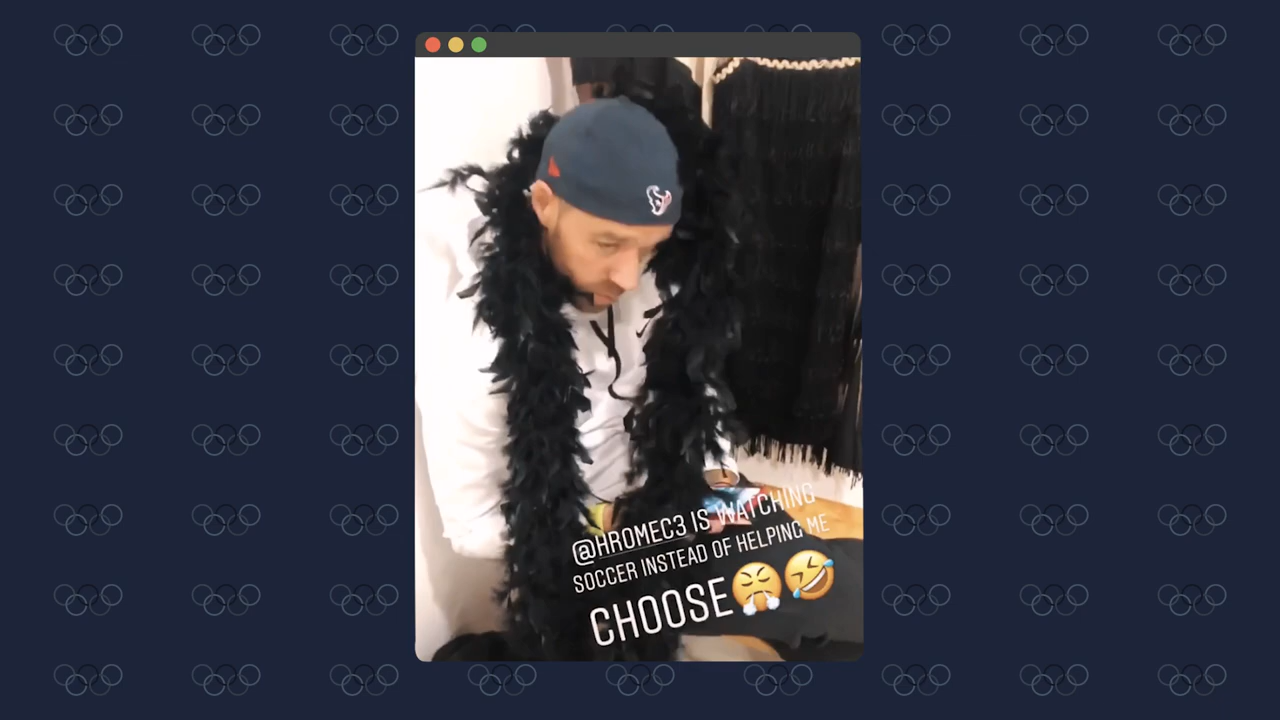 @HROMEC3 IS WATCHING
SOCCER INSTEAD OF HELPING ME
CHOOSE😤🤣